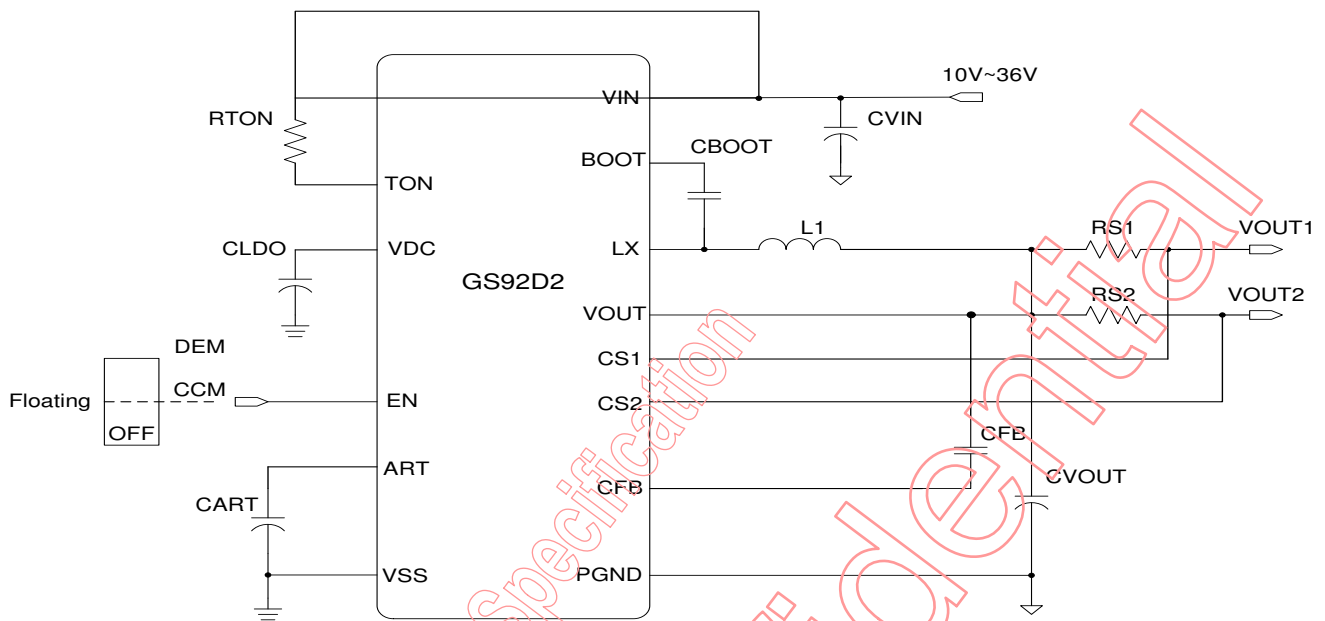 10V~36V
RTON
VIN
CVIN
BOOT
CBOOT
TON
CLDO
VDC
LX
L1
RS1
VOUT1
GS92D2
VOUT
RS2
VOUT2
DEM
CS1
Floating
CCM
EN
CS2
OFF
CFB
ART
CFB
CVOUT
CART
VSS
PGND
Specification
idential